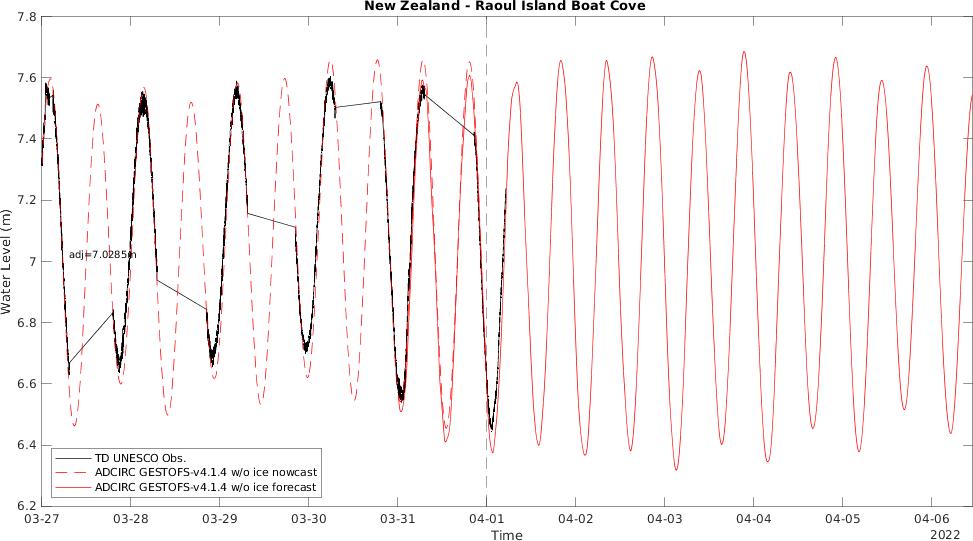 New Zealand - Raoul Island Boat Cove
7.8
7.6
7.4
7.2
7
6.8
6.6
6.4
6.2
Water Level (m)
adj=7.0285m
TD UNESCO Obs.
ADCIRC GESTOFS-v4.1.4 w/o ice nowcast
ADCIRC GESTOFS-v4.1.4 w/o ice forecast
03-27 03-28 03-29 03-30 03-31 04-01 04-02 04-03 04-04 04-05 04-06
Time
2022